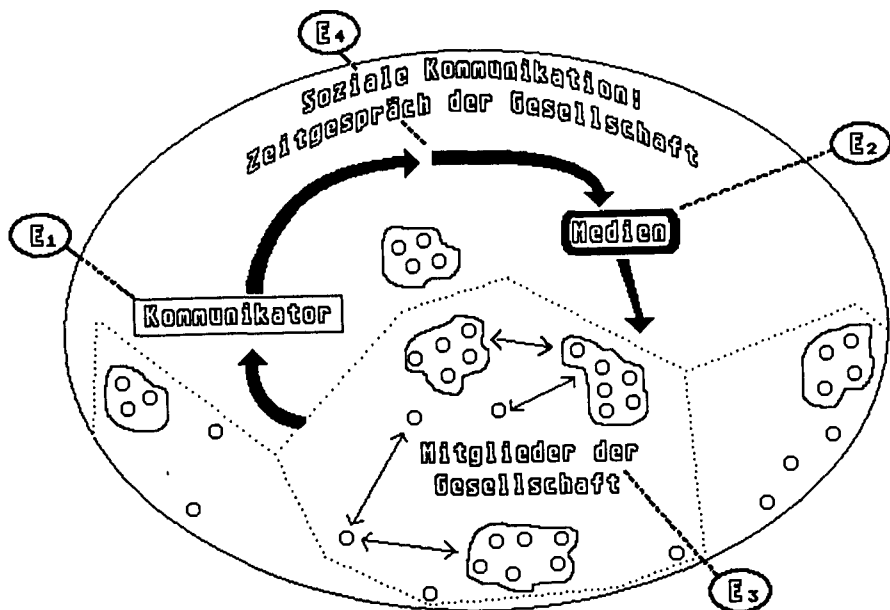 E₄
Soziale Kommunikation:
Zeitgespräch der Gesellschaft
E₂
E₁
Medien
Kommunikator
Mitglieder der
Gesellschaft
E₃